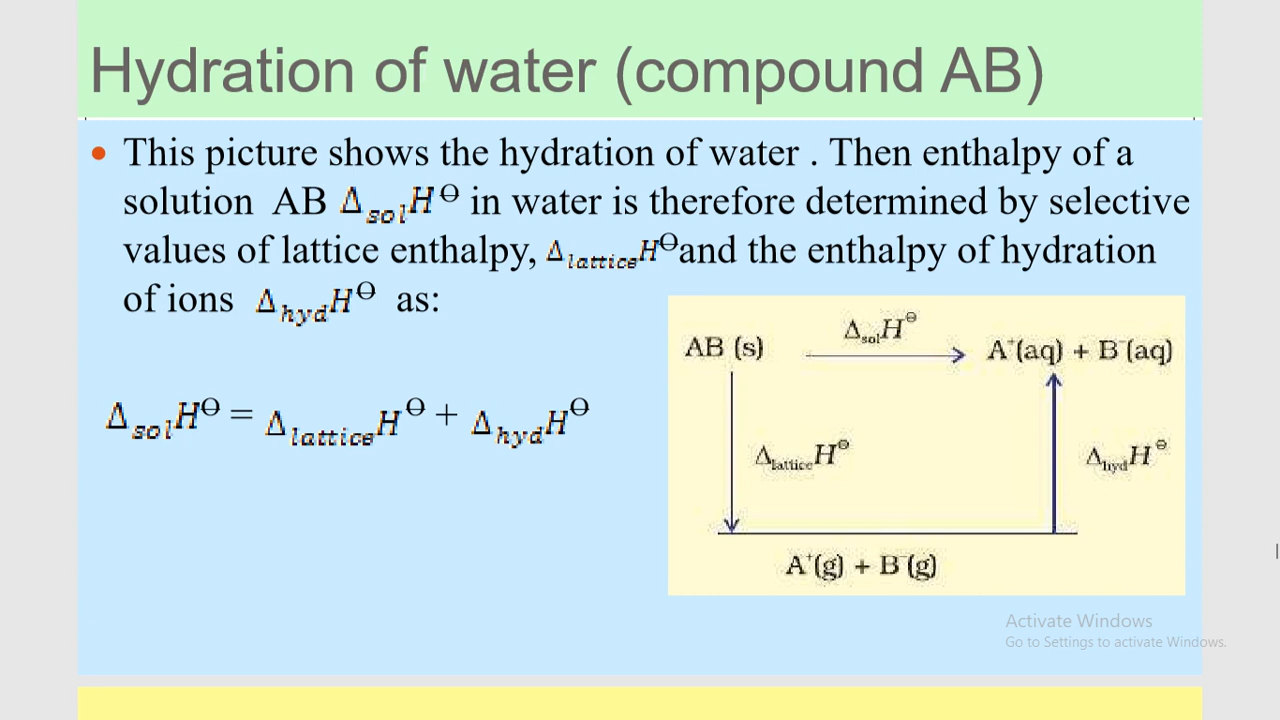 Hydration of water (compound AB)
• This picture shows the hydration of water . Then enthalpy of a
solution AB Δ_sol H⊖ in water is therefore determined by selective
values of lattice enthalpy, Δ_lattice H⊖ and the enthalpy of hydration
of ions Δ_hyd H⊖ as:
Δ_sol H⊖ = Δ_lattice H⊖ + Δ_hyd H⊖
AB (s) Δ_sol H⊖ A⁺(aq) + B⁻(aq)
Δ_lattice H⊖ Δ_hyd H⊖
A⁺(g) + B⁻(g)
Activate Windows
Go to Settings to activate Windows.